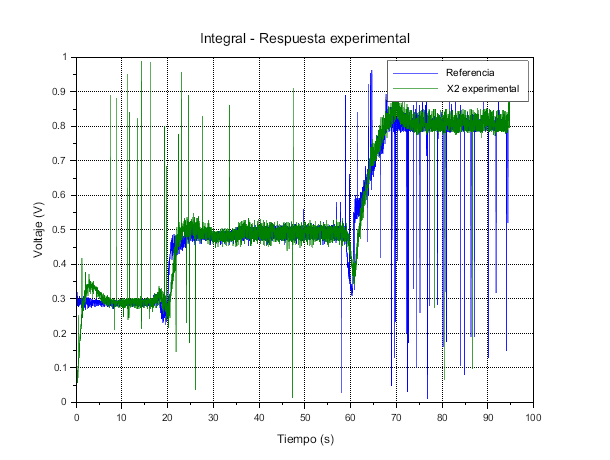 Integral - Respuesta experimental
Referencia
X2 experimental
Voltaje (V)
1
0.9
0.8
0.7
0.6
0.5
0.4
0.3
0.2
0.1
0
0 10 20 30 40 50 60 70 80 90 100
Tiempo (s)